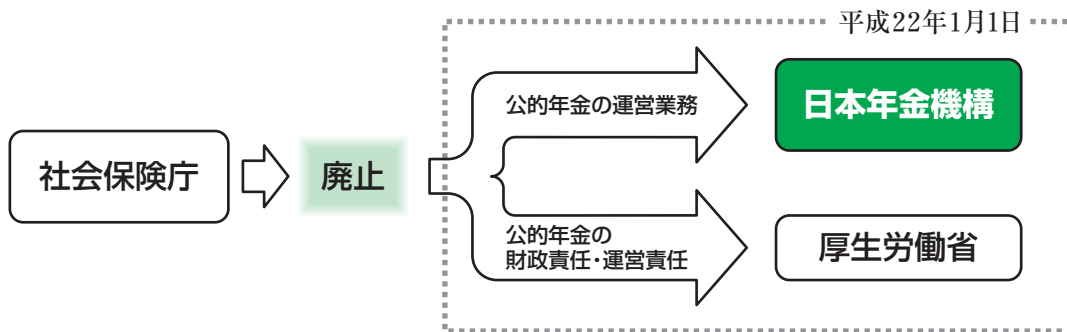 平成22年1月1日
社会保険庁
廃止
公的年金の運営業務
日本年金機構
公的年金の
財政責任・運営責任
厚生労働省